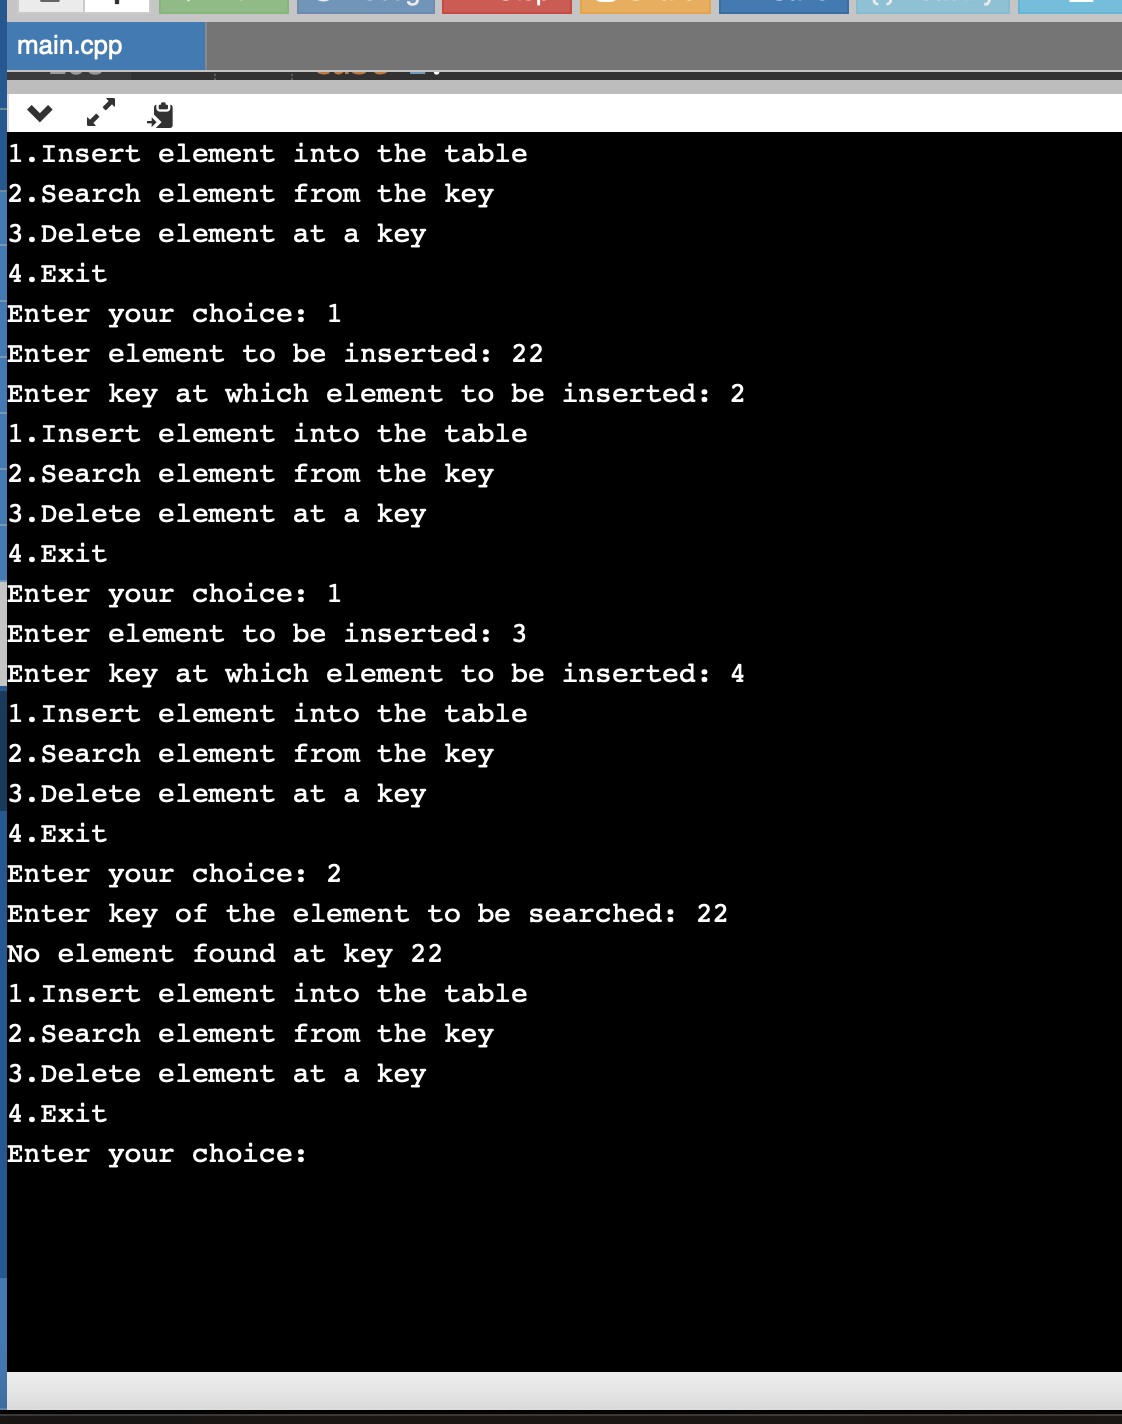 main.cpp
1.Insert element into the table
2.Search element from the key
3.Delete element at a key
4.Exit
Enter your choice: 1
Enter element to be inserted: 22
Enter key at which element to be inserted: 2
1.Insert element into the table
2.Search element from the key
3.Delete element at a key
4.Exit
Enter your choice: 1
Enter element to be inserted: 3
Enter key at which element to be inserted: 4
1.Insert element into the table
2.Search element from the key
3.Delete element at a key
4.Exit
Enter your choice: 2
Enter key of the element to be searched: 22
No element found at key 22
1.Insert element into the table
2.Search element from the key
3.Delete element at a key
4.Exit
Enter your choice: